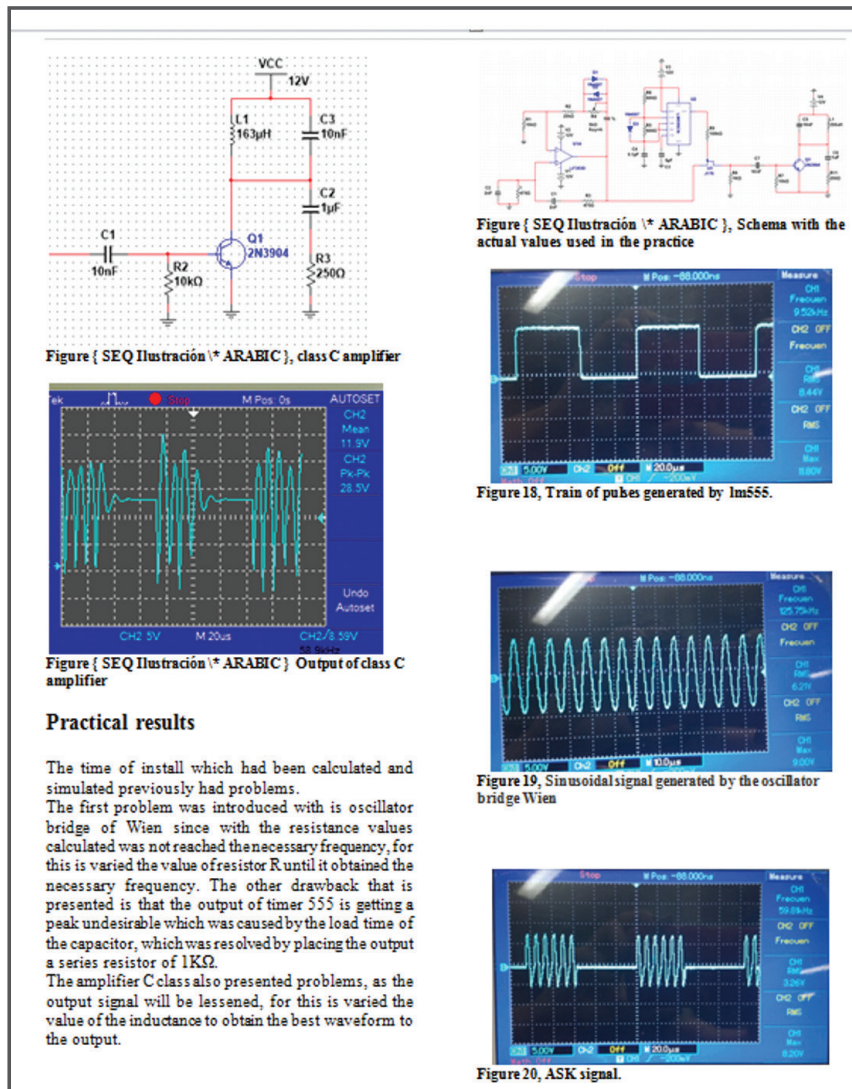 VCC
12V
L1
163µH
C3
10nF
C2
1µF
C1
10nF
Q1
2N3904
R2
10kΩ
R3
250Ω
Figure { SEQ Ilustración \* ARABIC }, class C amplifier
Tek
Stop
M Pos: 0s
AUTOSET
CH2
Mean
11.9V
CH2
Pk-Pk
28.5V
Undo
Autoset
CH2 5V
M 20us
CH2/8.59V
58.9kHz
Figure { SEQ Ilustración \* ARABIC } Output of class C
amplifier
Practical results
The time of install which had been calculated and
simulated previously had problems.
The first problem was introduced with is oscillator
bridge of Wien since with the resistance values
calculated was not reached the necessary frequency, for
this is varied the value of resistor R until it obtained the
necessary frequency. The other drawback that is
presented is that the output of timer 555 is getting a
peak undesirable which was caused by the load time of
the capacitor, which was resolved by placing the output
a series resistor of 1KΩ.
The amplifier C class also presented problems, as the
output signal will be lessened, for this is varied the
value of the inductance to obtain the best waveform to
the output.
Figure { SEQ Ilustración \* ARABIC }, Schema with the
actual values used in the practice
Stop
M Pos: -88.000ns
Measure
CH1
Frecuen
9.52kHz
CH2 OFF
Frecuen
CH1
RMS
8.44V
CH2 OFF
RMS
CH1
Max
8.80V
CH1 5.00V Ch2 Off M 20.0µs
Math Off
CH1 / -200mV
Figure 18, Train of pulses generated by lm555.
M Pos: -88.000ns
Measure
CH1
Frecuen
125.75kHz
CH2 OFF
Frecuen
CH1
RMS
6.21V
CH2 OFF
RMS
CH1
Max
9.00V
5.00V Ch2 Off M 10.0µs
Figure 19, Sinusoidal signal generated by the oscillator
bridge Wien
Stop
M Pos: -88.000ns
Measure
CH1
Frecuen
59.81kHz
CH2 OFF
Frecuen
CH1
RMS
3.26V
CH2 OFF
RMS
CH1
Max
8.20V
CH1 5.00V Ch2 Off M 20.0µs
Math Off
CH1 / -200mV
Figure 20, ASK signal.